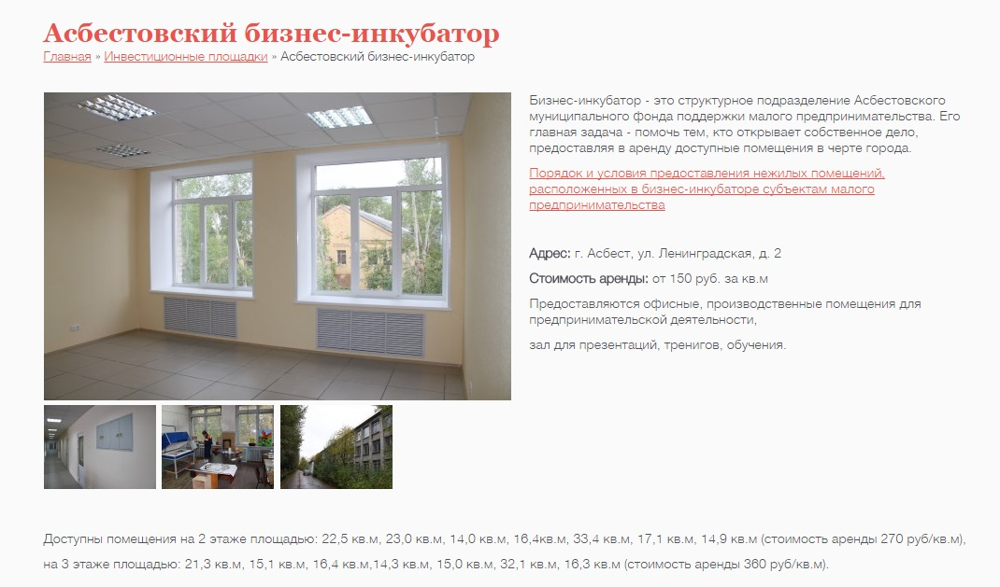 Асбестовский бизнес-инкубатор
Главная » Инвестиционные площадки » Асбестовский бизнес-инкубатор
Бизнес-инкубатор - это структурное подразделение Асбестовского
муниципального фонда поддержки малого предпринимательства. Его
главная задача - помочь тем, кто открывает собственное дело,
предоставляя в аренду доступные помещения в черте города.
Порядок и условия предоставления нежилых помещений,
расположенных в бизнес-инкубаторе субъектам малого
предпринимательства
Адрес: г. Асбест, ул. Ленинградская, д. 2
Стоимость аренды: от 150 руб. за кв.м
Предоставляются офисные, производственные помещения для
предпринимательской деятельности,
зал для презентаций, тренигов, обучения.
Доступны помещения на 2 этаже площадью: 22,5 кв.м, 23,0 кв.м, 14,0 кв.м, 16,4кв.м, 33,4 кв.м, 17,1 кв.м, 14,9 кв.м (стоимость аренды 270 руб/кв.м),
на 3 этаже площадью: 21,3 кв.м, 15,1 кв.м, 16,4 кв.м,14,3 кв.м, 15,0 кв.м, 32,1 кв.м, 16,3 кв.м (стоимость аренды 360 руб/кв.м).